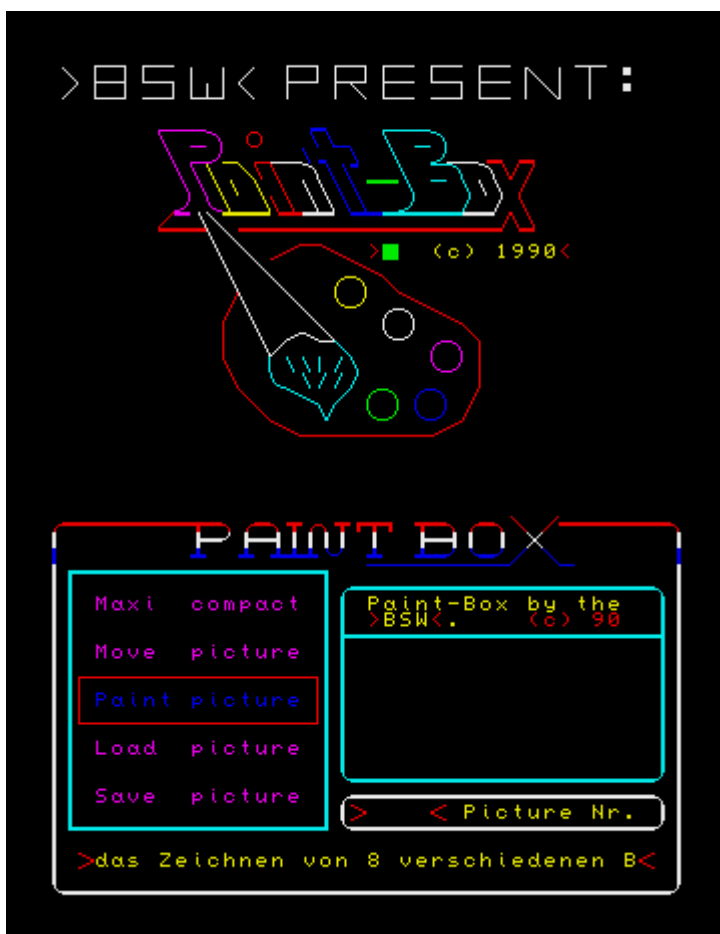 >BSW< PRESENT:
Paint-Box
>■ (c) 1990<
PAINT BOX
Maxi compact
Move picture
Paint picture
Load picture
Save picture
Paint-Box by the
>BSW<. (c) 90
> < Picture Nr.
>das Zeichnen von 8 verschiedenen B<